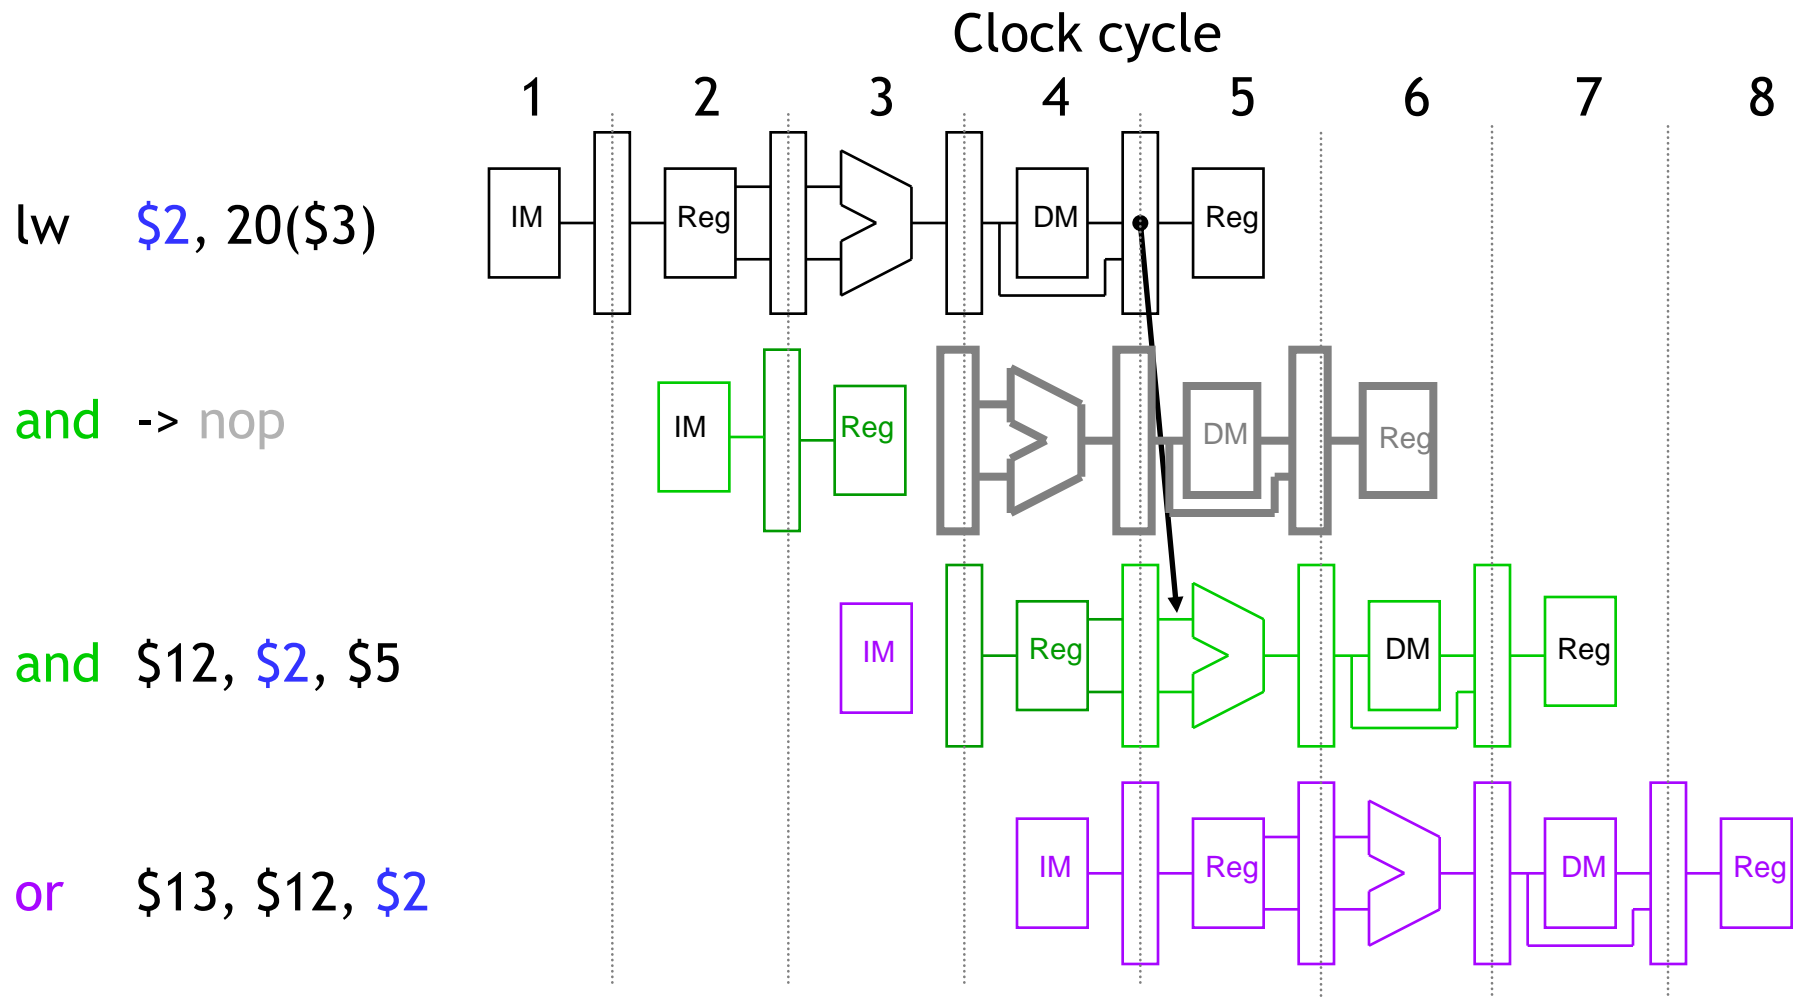 Clock cycle
1 2 3 4 5 6 7 8
lw $2, 20($3) IM Reg DM Reg
and -> nop IM Reg DM Reg
and $12, $2, $5 IM Reg DM Reg
or $13, $12, $2 IM Reg DM Reg